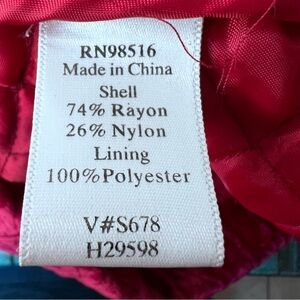 RN98516
Made in China
Shell
74% Rayon
26% Nylon
Lining
100%Polyester
V#S678
H29598